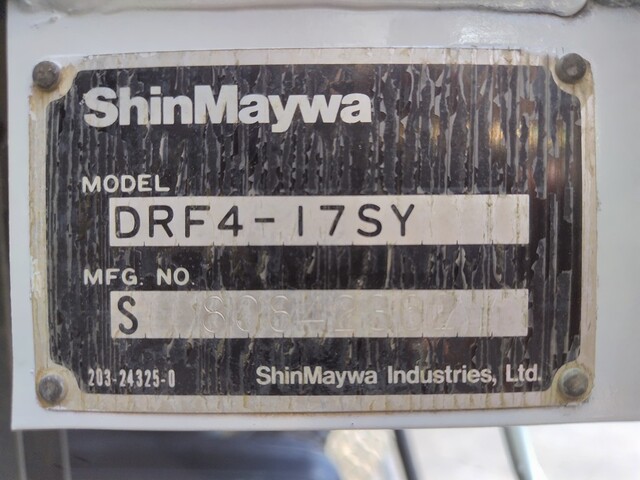 ShinMaywa
MODEL
DRF4-17SY
MFG. NO.
S
203-24325-0
ShinMaywa Industries, Ltd.